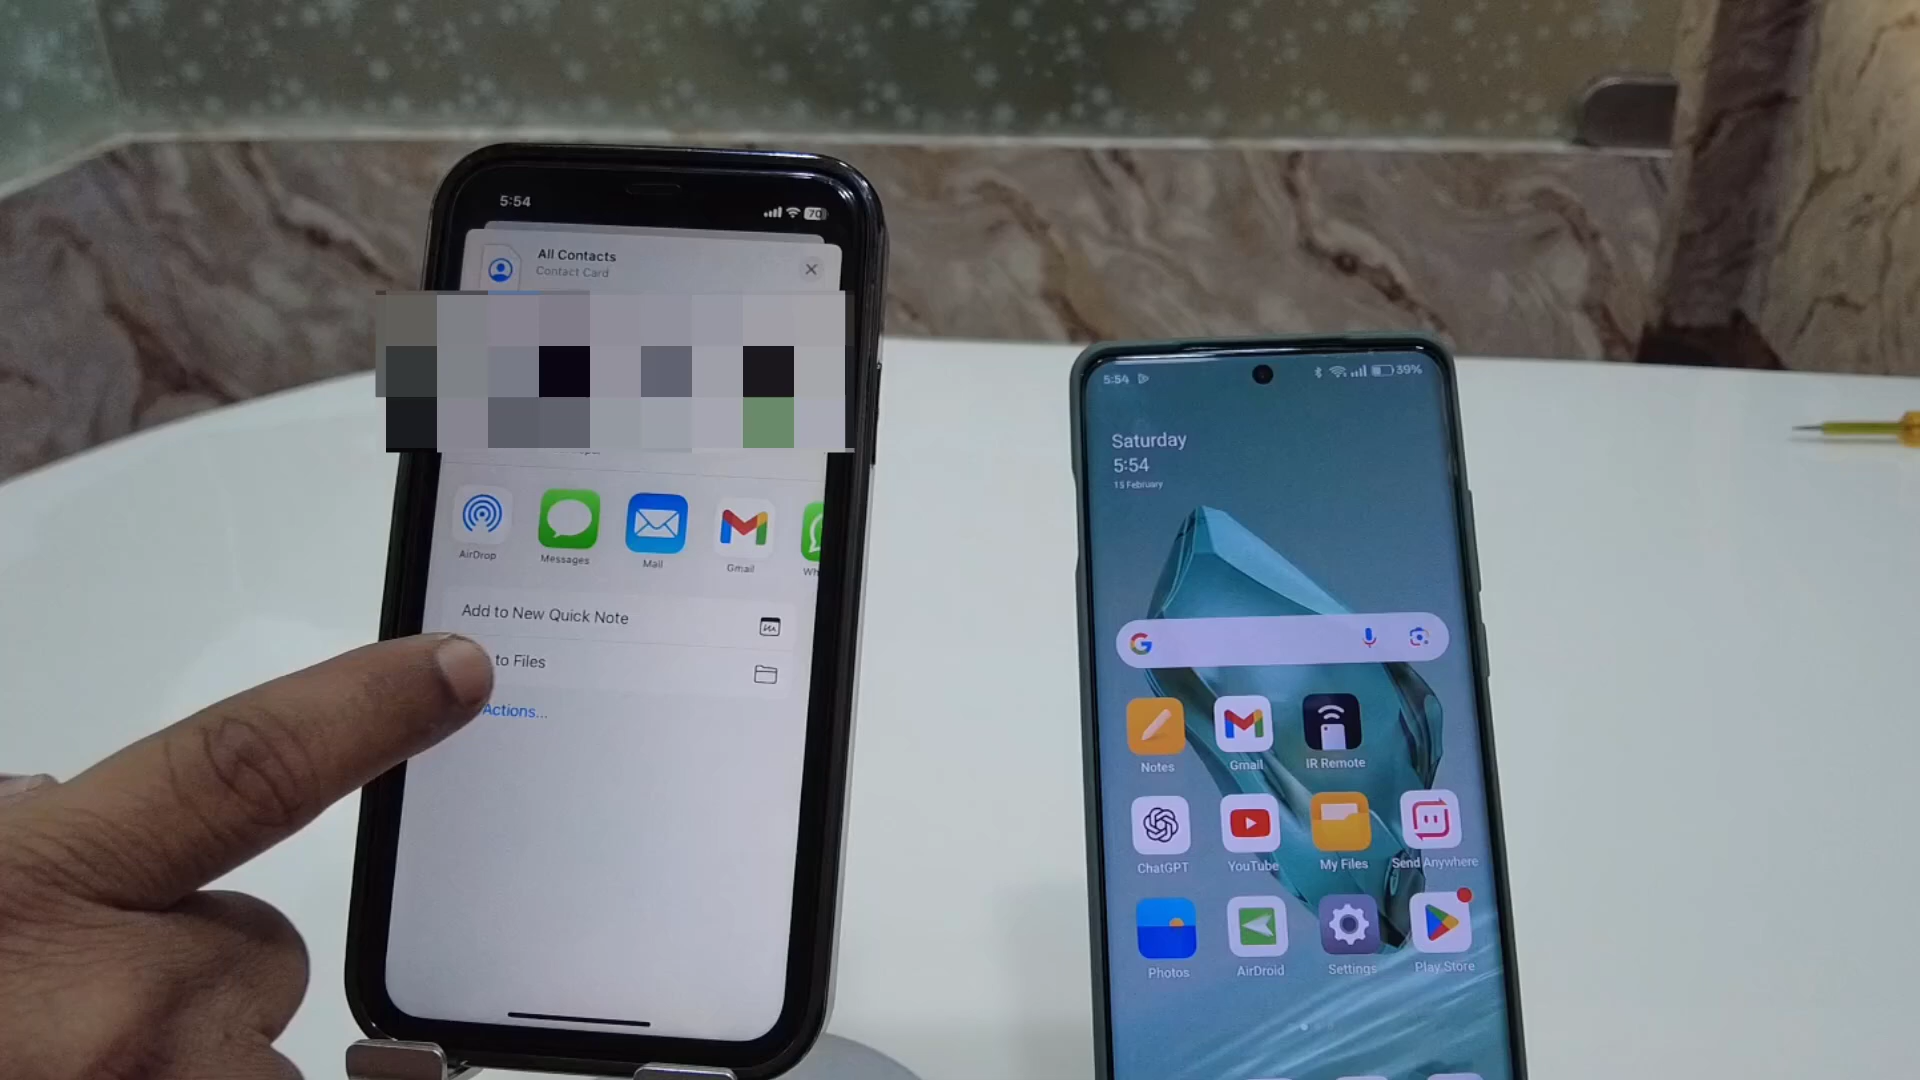 5:54
70
All Contacts
Contact Card
AirDrop
Messages
Mail
Gmail
Wh
Add to New Quick Note
to Files
Actions...
5:54
39%
Saturday
5:54
15 February
Notes
Gmail
IR Remote
ChatGPT
YouTube
My Files
Send Anywhere
Photos
AirDroid
Settings
Play Store